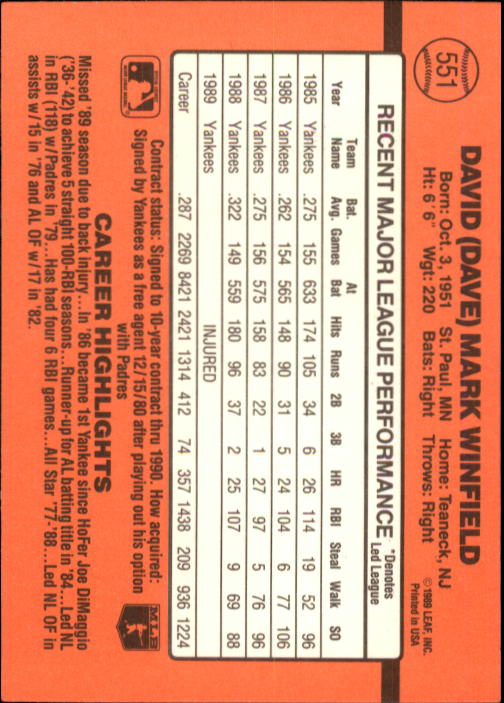 551
DAVID (DAVE) MARK WINFIELD
Born: Oct. 3, 1951 St. Paul, MN Home: Teaneck, NJ
Ht: 6' 6" Wgt: 220 Bats: Right Throws: Right
© 1989 LEAF, INC.
Printed in USA
RECENT MAJOR LEAGUE PERFORMANCE
*Denotes
Led League
Year Team Name Bat. Avg. Games At Bat Hits Runs 2B 3B HR RBI Steal Walk SO
1985 Yankees .275 155 633 174 105 34 6 26 114 19 52 96
1986 Yankees .262 154 565 148 90 31 5 24 104 6 77 106
1987 Yankees .275 156 575 158 83 22 1 27 97 5 76 96
1988 Yankees .322 149 559 180 96 37 2 25 107 9 69 88
1989 Yankees INJURED
Career .287 2269 8421 2421 1314 412 74 357 1438 209 936 1224
Contract status: Signed to 10-year contract thru 1990. How acquired:
Signed by Yankees as a free agent 12/15/80 after playing out his option
with Padres
MLB
CAREER HIGHLIGHTS
Missed '89 season due to back injury...In '86 became 1st Yankee since HoFer Joe DiMaggio
('36-'42) to achieve 5 straight 100-RBI seasons...Runner-up for AL batting title in '84...Led NL
in RBI (118) w/Padres in '79...Has had four 6 RBI games...All Star '77-'88...Led NL OF in
assists w/15 in '76 and AL OF w/17 in '82.